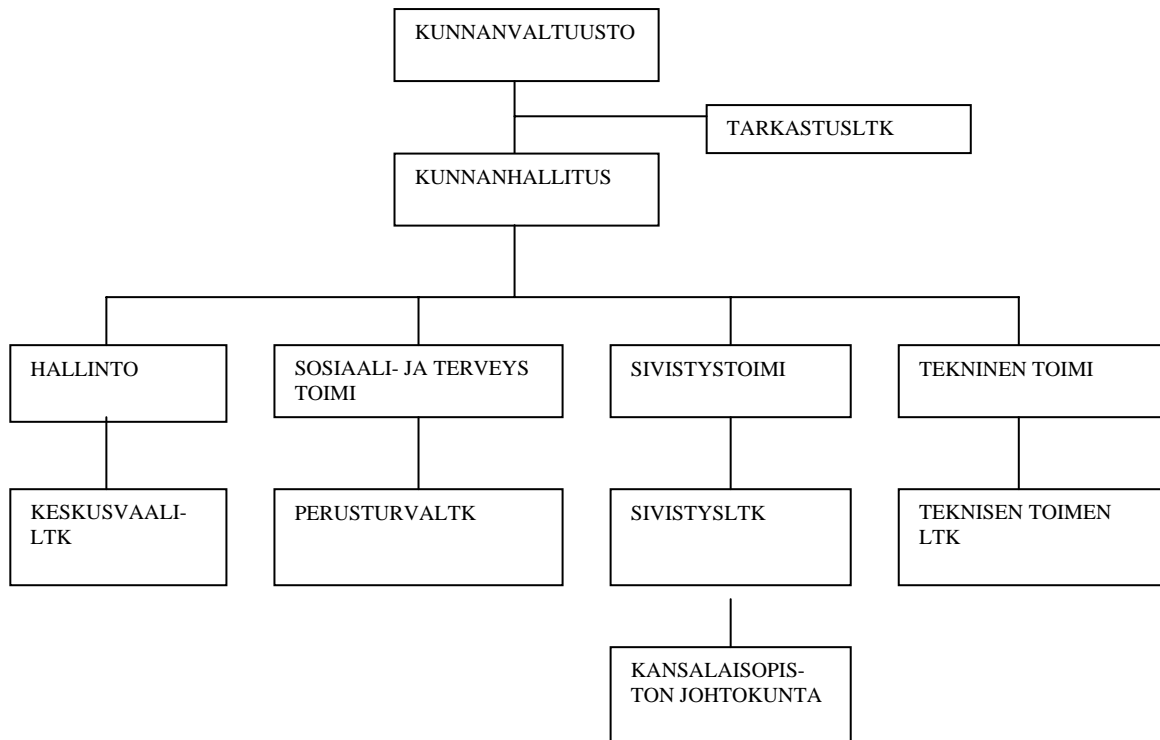 KUNNANVALTUUSTO
TARKASTUSLTK
KUNNANHALLITUS
HALLINTO
SOSIAALI- JA TERVEYS
TOIMI
SIVISTYSTOIMI
TEKNINEN TOIMI
KESKUSVAALI-
LTK
PERUSTURVALTK
SIVISTYSLTK
TEKNISEN TOIMEN
LTK
KANSALAISOPIS-
TON JOHTOKUNTA